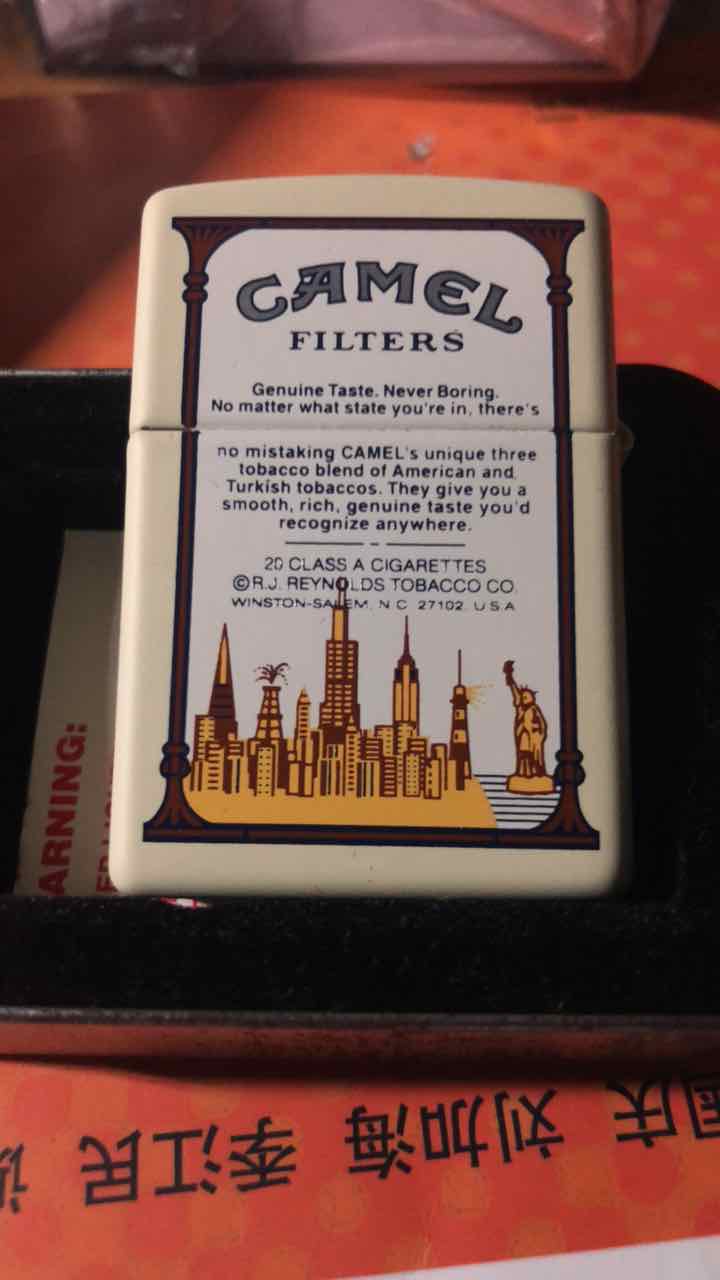 CAMEL
FILTERS
Genuine Taste. Never Boring.
No matter what state you're in, there's
no mistaking CAMEL's unique three
tobacco blend of American and
Turkish tobaccos. They give you a
smooth, rich, genuine taste you'd
recognize anywhere.
20 CLASS A CIGARETTES
©R.J. REYNOLDS TOBACCO CO.
WINSTON-SALEM, N C 27102 U.S.A
ARNING:
国庆 刘加海 李江民